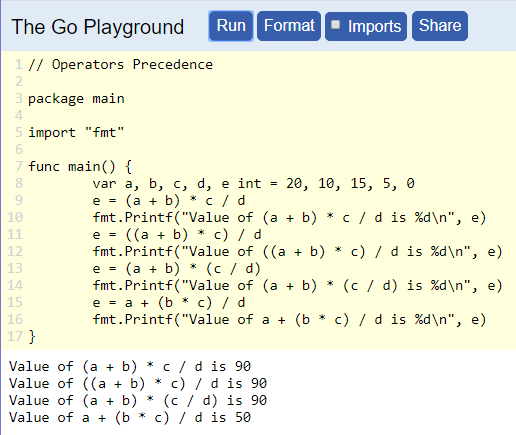 The Go Playground Run Format Imports Share
1 // Operators Precedence
2
3 package main
4
5 import "fmt"
6
7 func main() {
8 var a, b, c, d, e int = 20, 10, 15, 5, 0
9 e = (a + b) * c / d
10 fmt.Printf("Value of (a + b) * c / d is %d\n", e)
11 e = ((a + b) * c) / d
12 fmt.Printf("Value of ((a + b) * c) / d is %d\n", e)
13 e = (a + b) * (c / d)
14 fmt.Printf("Value of (a + b) * (c / d) is %d\n", e)
15 e = a + (b * c) / d
16 fmt.Printf("Value of a + (b * c) / d is %d\n", e)
17 }
Value of (a + b) * c / d is 90
Value of ((a + b) * c) / d is 90
Value of (a + b) * (c / d) is 90
Value of a + (b * c) / d is 50